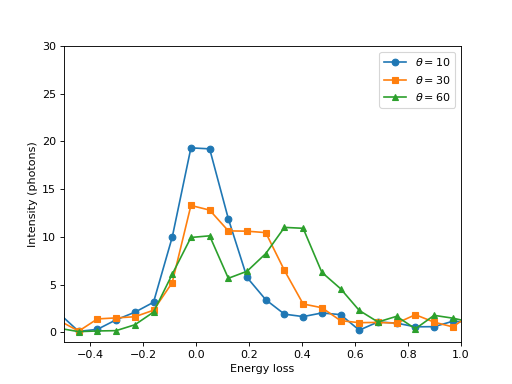 30
25
20
15
10
5
0
Intensity (photons)
−0.4 −0.2 0.0 0.2 0.4 0.6 0.8 1.0
Energy loss
θ = 10
θ = 30
θ = 60